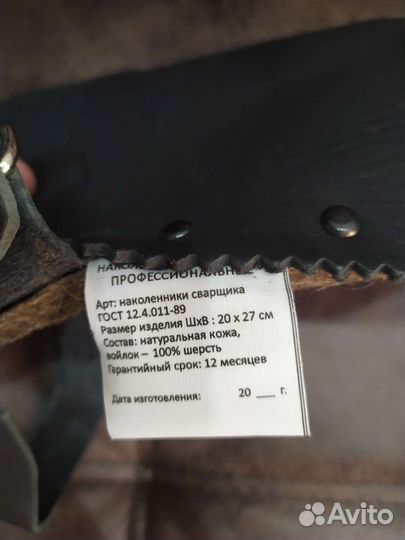 ПРОФЕССИОНАЛЬНЫЕ
Арт: наколенники сварщика
ГОСТ 12.4.011-89
Размер изделия ШхВ : 20 х 27 см
Состав: натуральная кожа,
войлок – 100% шерсть
Гарантийный срок: 12 месяцев
Дата изготовления: 20 ___ г.
Avito